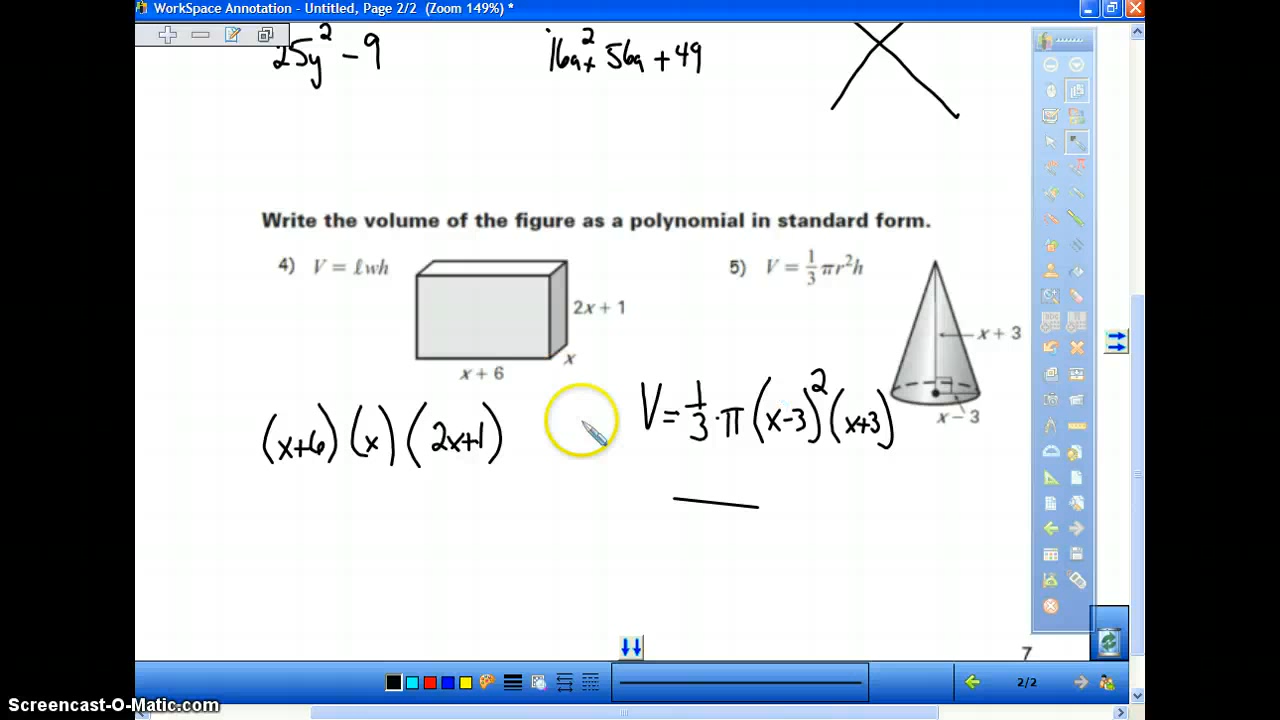 WorkSpace Annotation - Untitled, Page 2/2 (Zoom 149%) *
25y² - 9
16a² + 56a + 49
Write the volume of the figure as a polynomial in standard form.
4) V = ℓwh
2x + 1
x
x + 6
(x+6)(x)(2x+1)
5) V = 1/3 πr²h
x + 3
x - 3
V = 1/3 · π (x-3)² (x+3)
7
2/2
Screencast-O-Matic.com